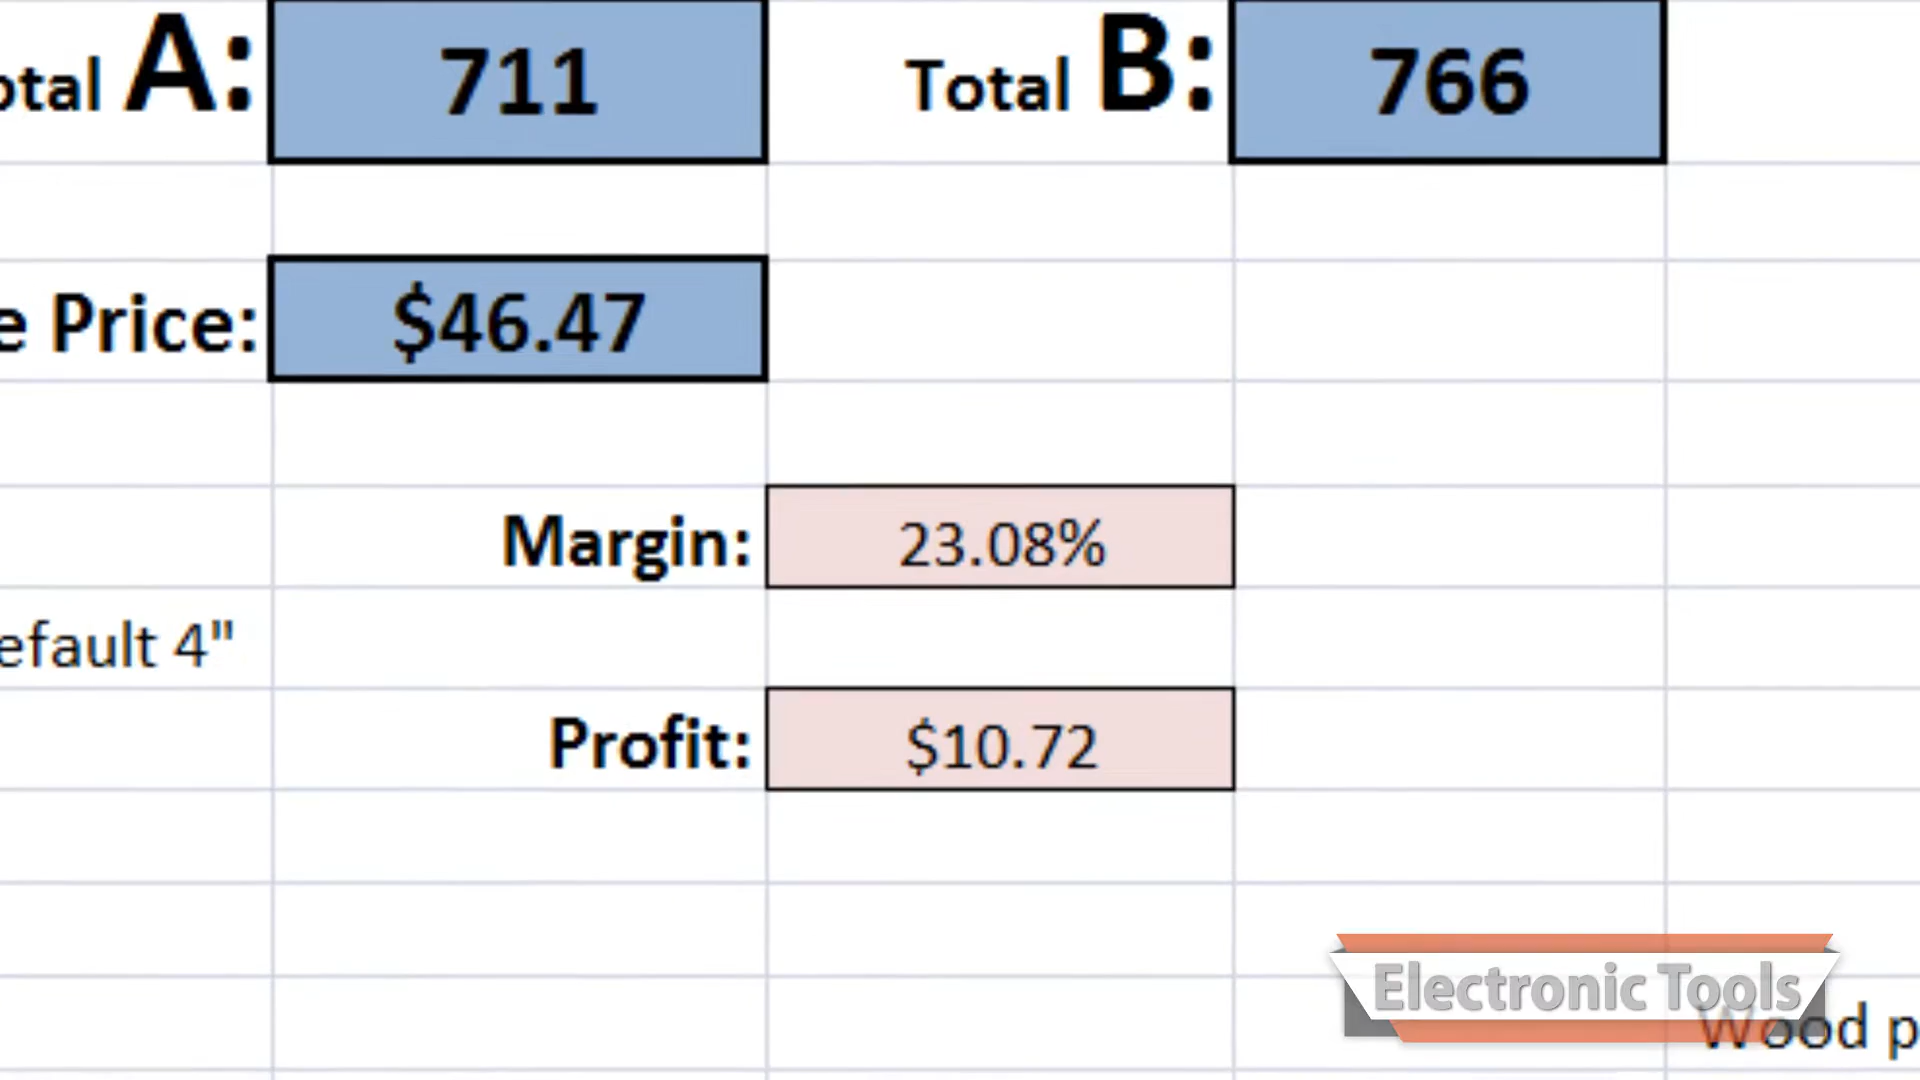 otal A: 711 Total B: 766
e Price: $46.47
Margin: 23.08%
efault 4"
Profit: $10.72
Electronic Tools
Wood p